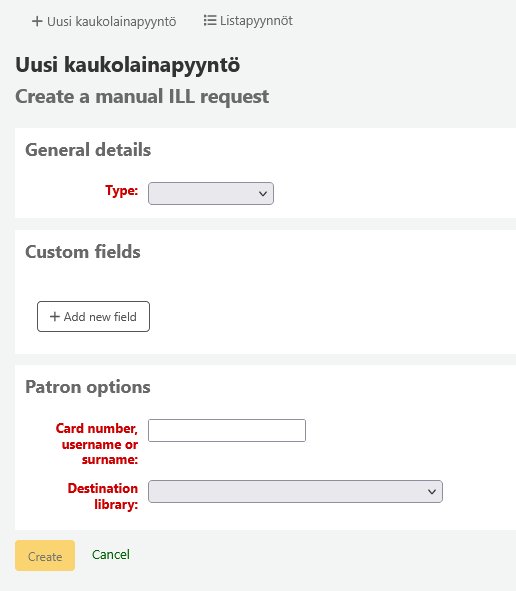 + Uusi kaukolainapyyntö Listapyynnöt
Uusi kaukolainapyyntö
Create a manual ILL request
General details
Type:
Custom fields
+ Add new field
Patron options
Card number,
username or
surname:
Destination
library:
Create Cancel